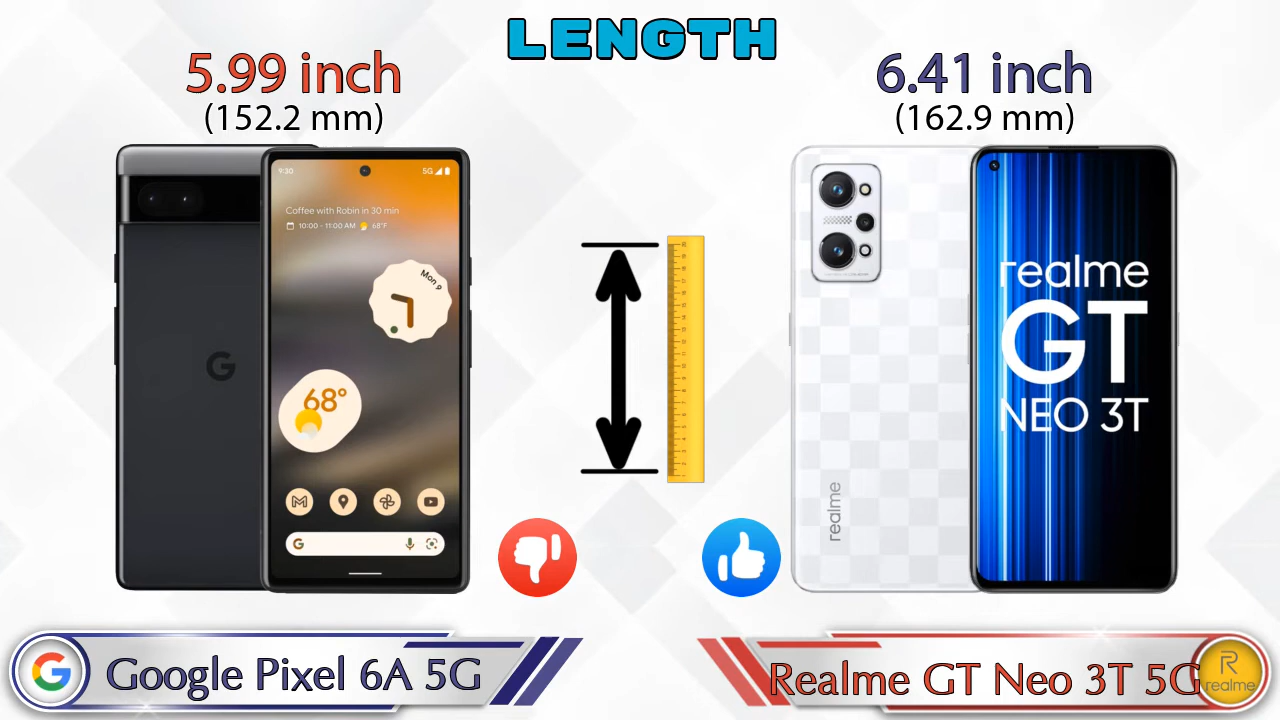 LENGTH
5.99 inch
(152.2 mm)
6.41 inch
(162.9 mm)
9:30
5G
Coffee with Robin in 30 min
10:00 - 11:00 AM 68°F
Mon 9
68°
G
realme
realme
GT
NEO 3T
Google Pixel 6A 5G
Realme GT Neo 3T 5G
R
realme